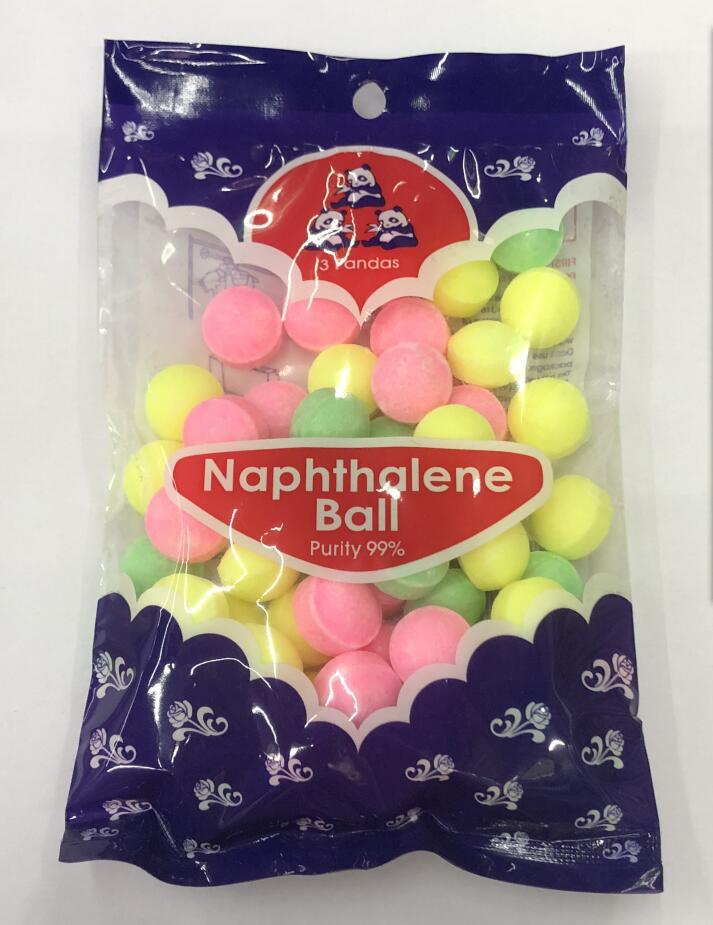 3 Pandas
Naphthalene
Ball
Purity 99%